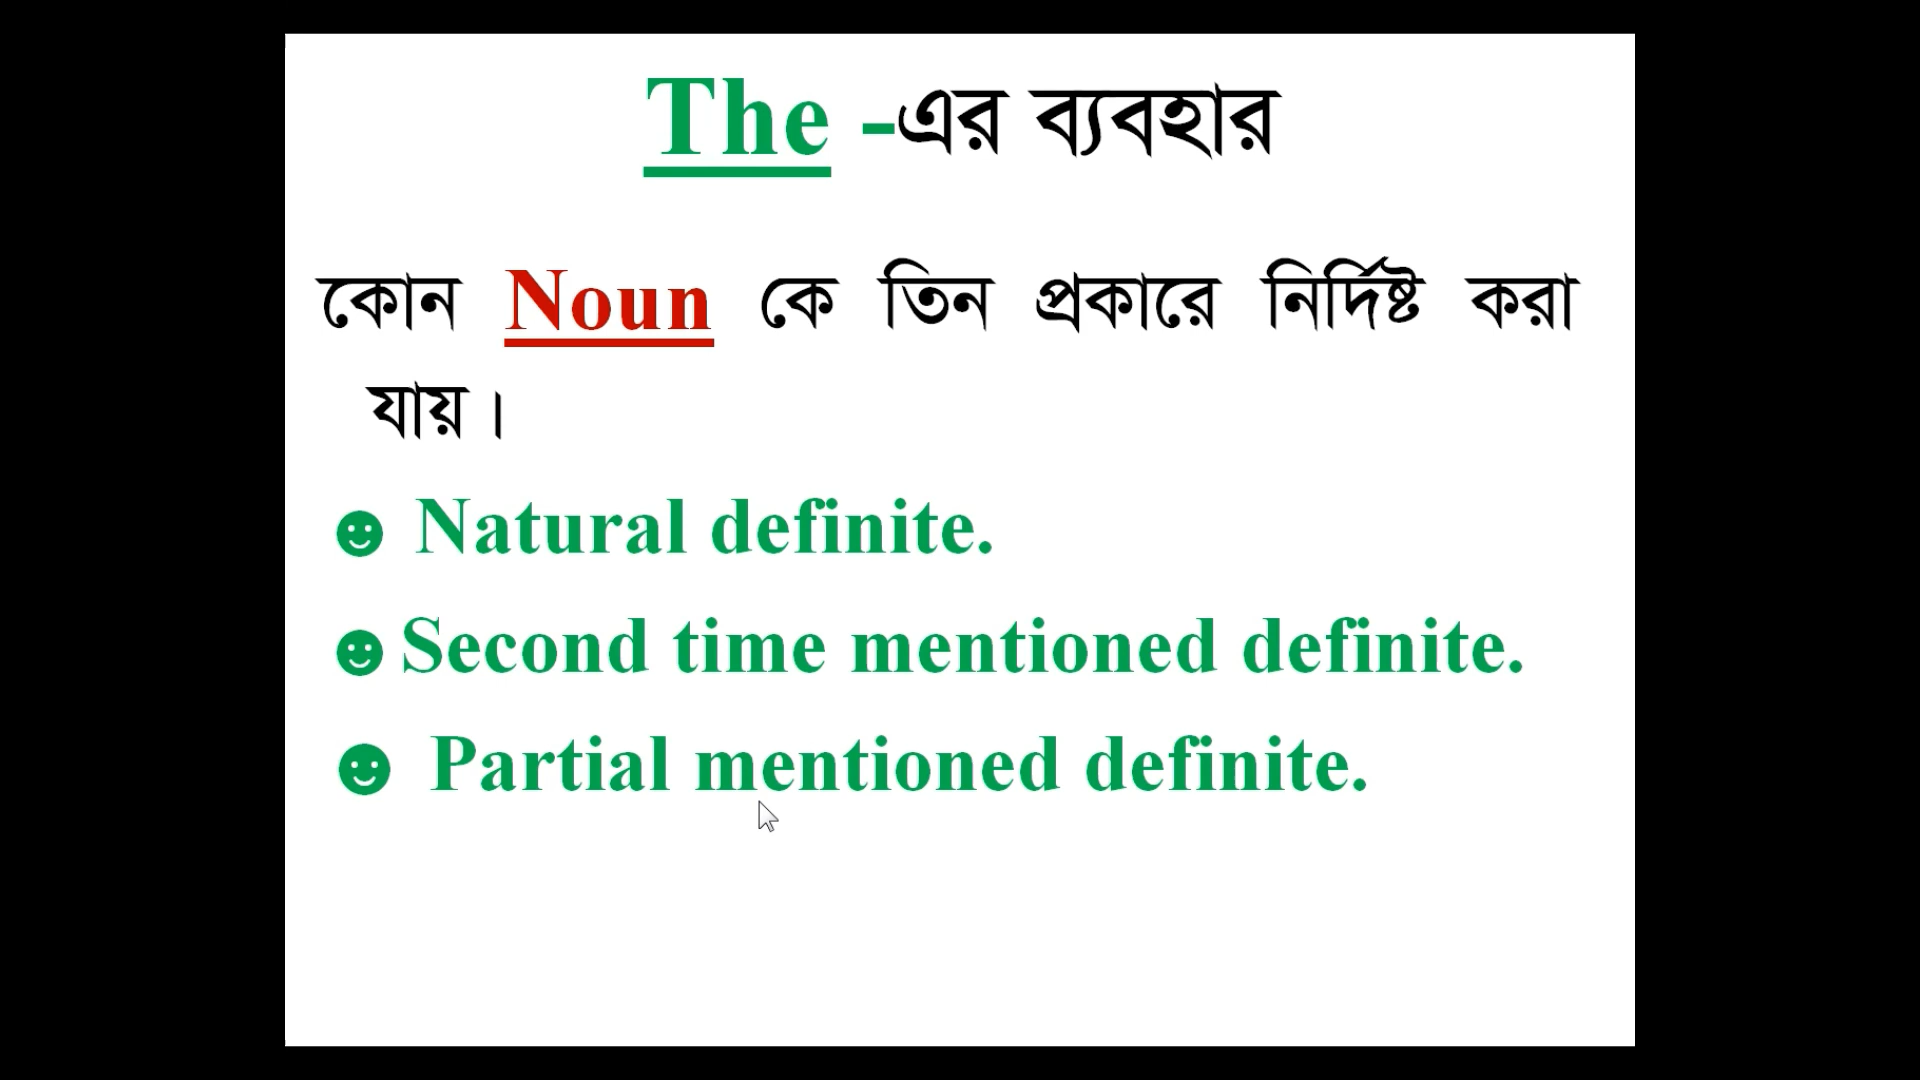 The -এর ব্যবহার
কোন Noun কে তিন প্রকারে নির্দিষ্ট করা
যায় ।
☻ Natural definite.
☻Second time mentioned definite.
☻ Partial mentioned definite.